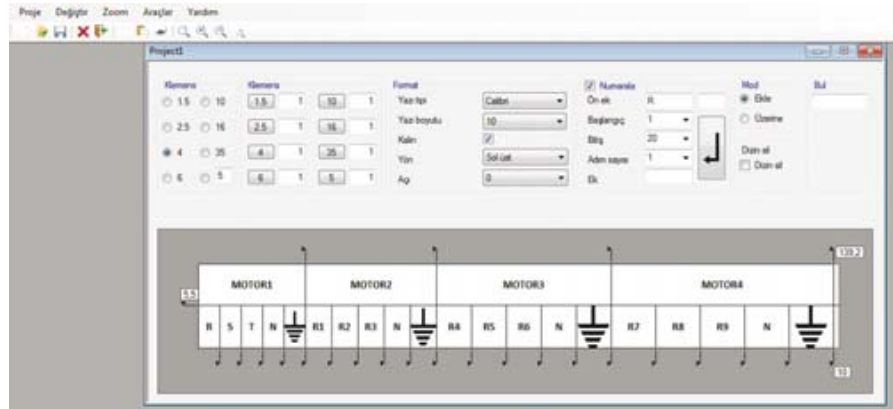 Proje Değiştir Zoom Araçlar Yardım
Project1
Klemens Klemens Format Numarala Mod Bul
1.5 10 1.5 1 10 1 Yazı tipi Calibri Ön ek R Ekle
2.5 16 2.5 1 16 1 Yazı boyutu 10 Başlangıç 1 Üzerine
4 35 4 1 35 1 Kalın Bitiş 20
6 5 6 1 5 1 Yön Sol üst Adım sayısı 1
Açı 0 Ek
139,2
MOTOR1 MOTOR2 MOTOR3 MOTOR4
5.5
R S T N R1 R2 R3 N R4 R5 R6 N R7 R8 R9 N
10